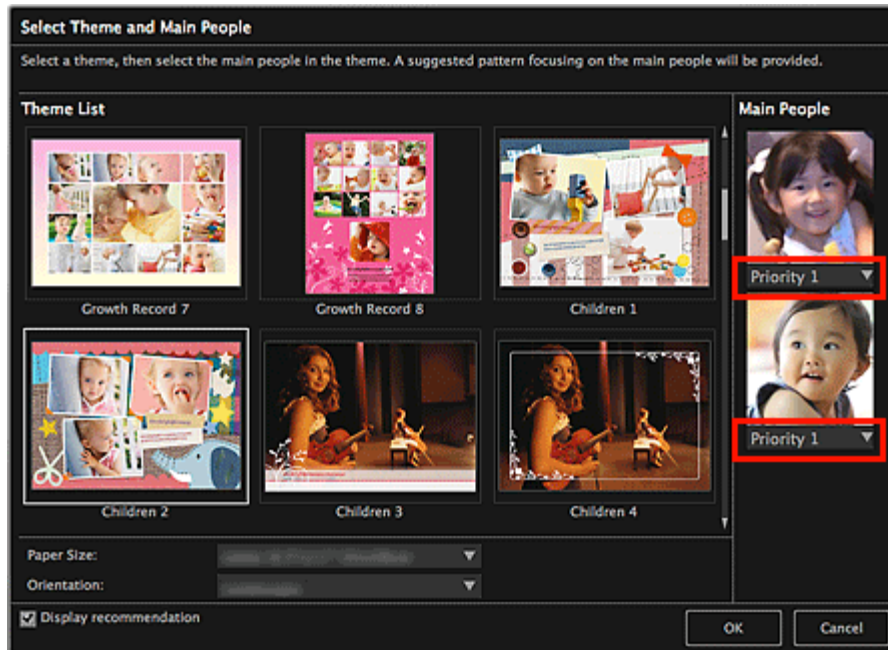 Select Theme and Main People
Select a theme, then select the main people in the theme. A suggested pattern focusing on the main people will be provided.
Theme List
Main People
Growth Record 7
Growth Record 8
Children 1
Priority 1
Children 2
Children 3
Children 4
Priority 1
Paper Size:
Orientation:
Display recommendation
OK
Cancel